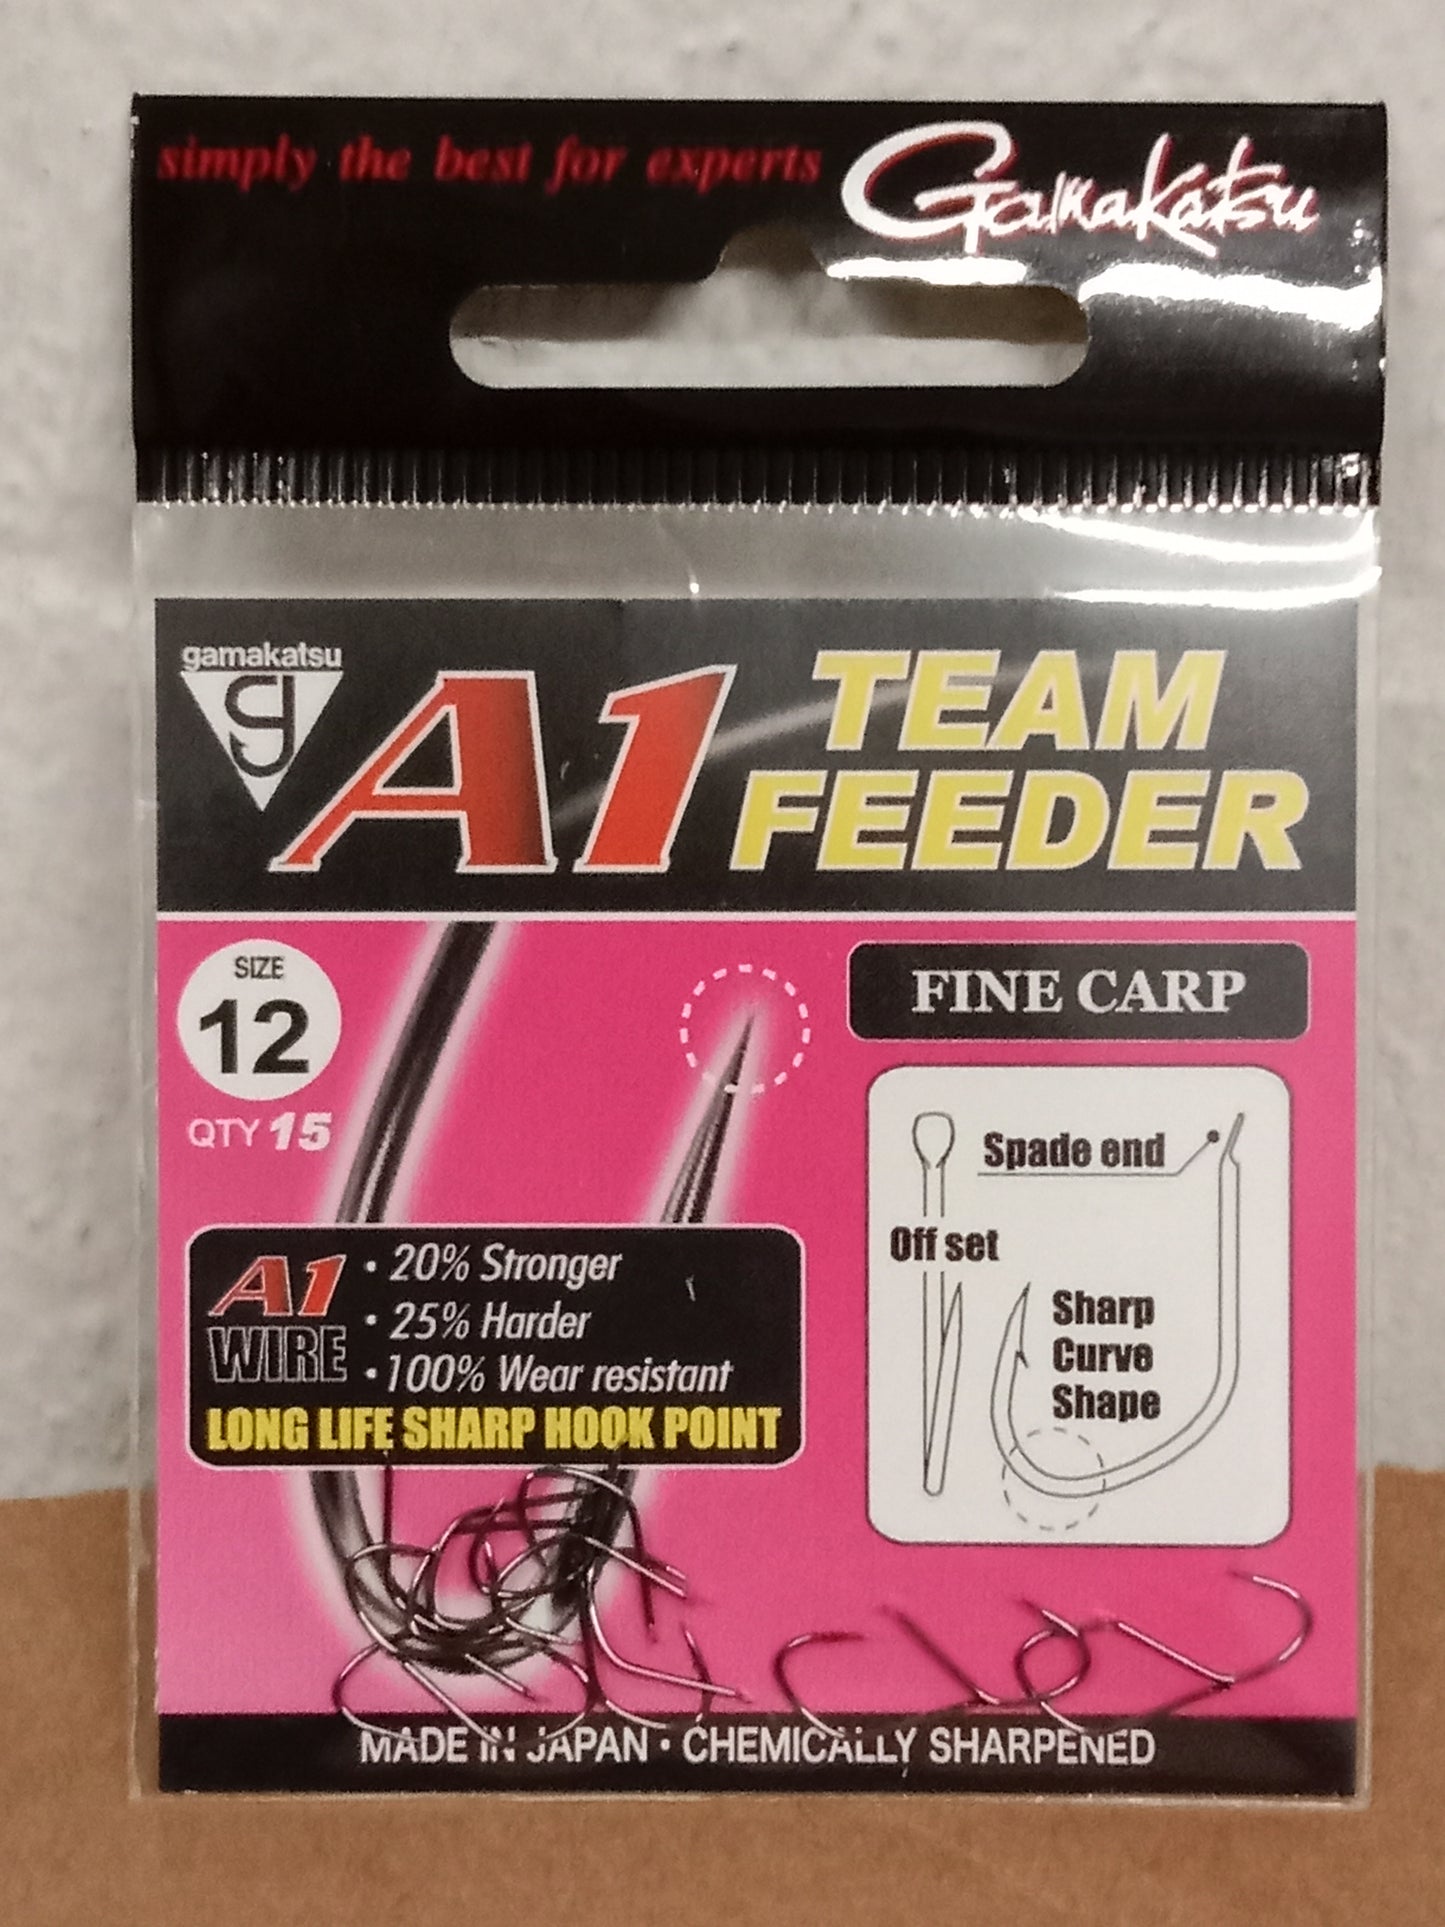 simply the best for experts
Gamakatsu
gamakatsu
A1
TEAM
FEEDER
SIZE
12
QTY 15
FINE CARP
Spade end
Off set
Sharp
Curve
Shape
A1
WIRE
• 20% Stronger
• 25% Harder
• 100% Wear resistant
LONG LIFE SHARP HOOK POINT
MADE IN JAPAN • CHEMICALLY SHARPENED